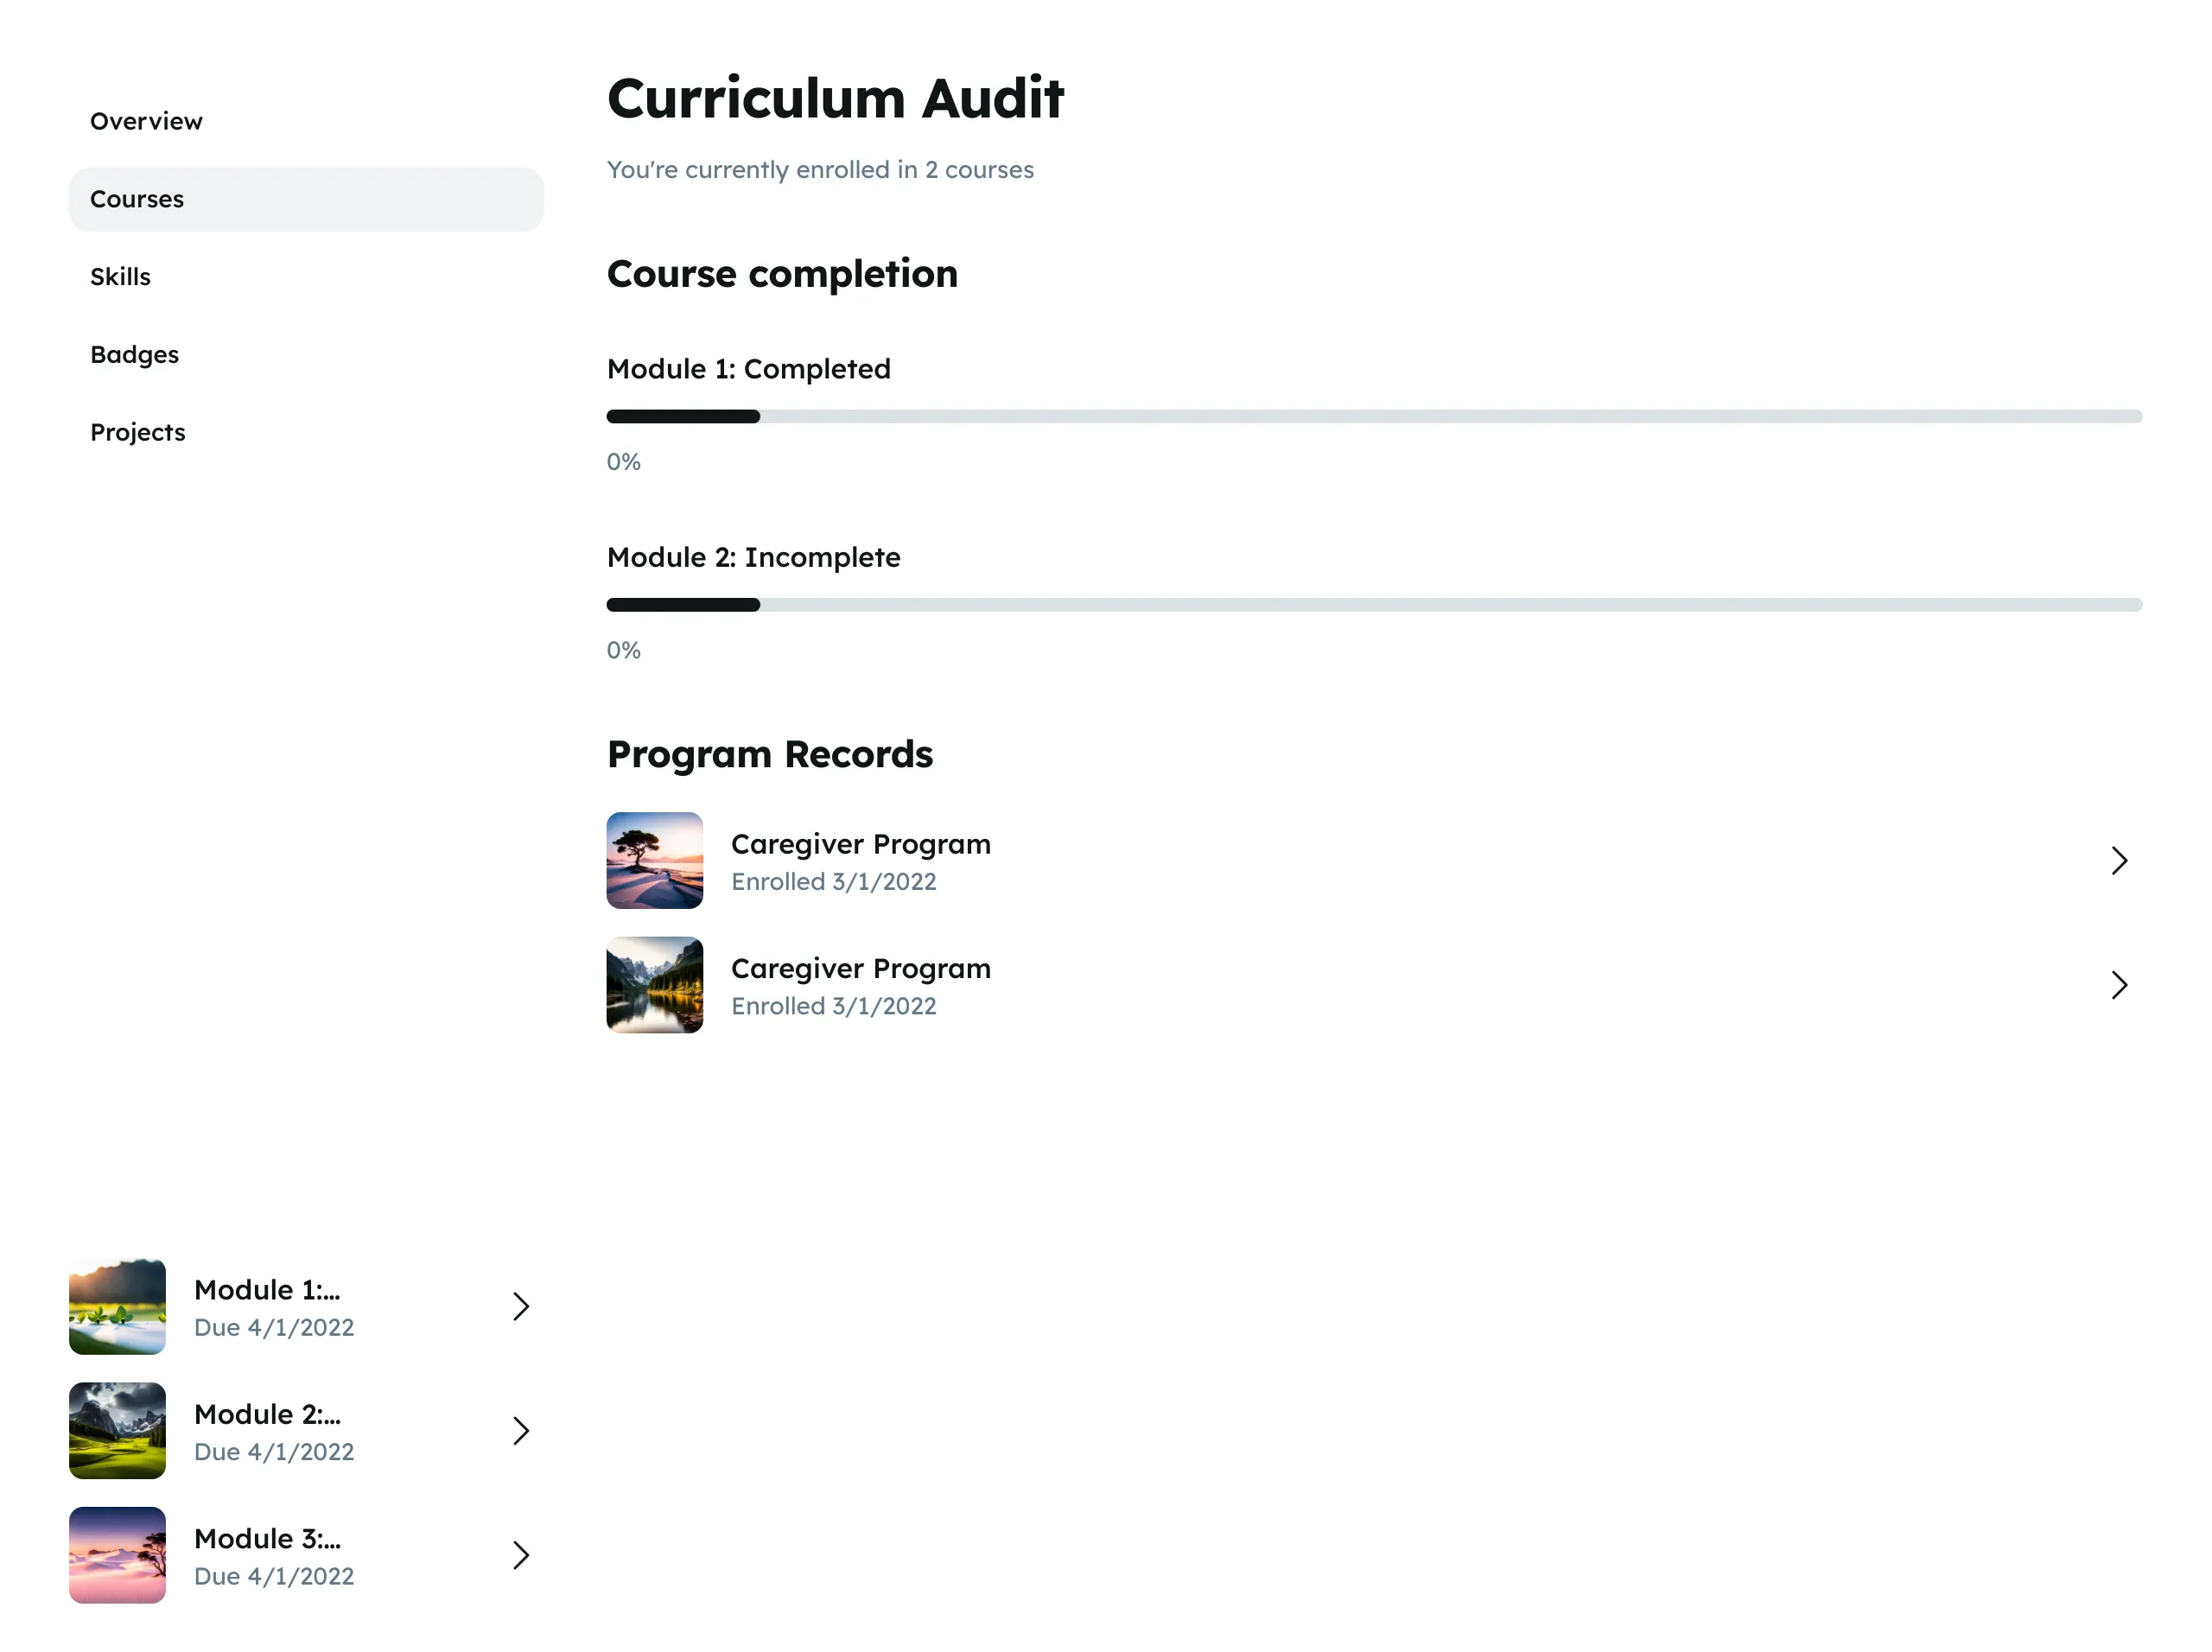 Overview
Courses
Skills
Badges
Projects
Curriculum Audit
You're currently enrolled in 2 courses
Course completion
Module 1: Completed
0%
Module 2: Incomplete
0%
Program Records
Caregiver Program
Enrolled 3/1/2022
Caregiver Program
Enrolled 3/1/2022
Module 1:...
Due 4/1/2022
Module 2:...
Due 4/1/2022
Module 3:...
Due 4/1/2022